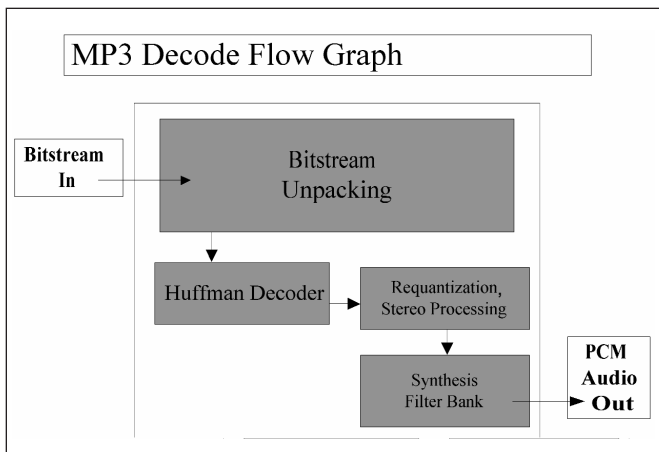 MP3 Decode Flow Graph
Bitstream
In
Bitstream
Unpacking
Huffman Decoder
Requantization,
Stereo Processing
Synthesis
Filter Bank
PCM
Audio
Out